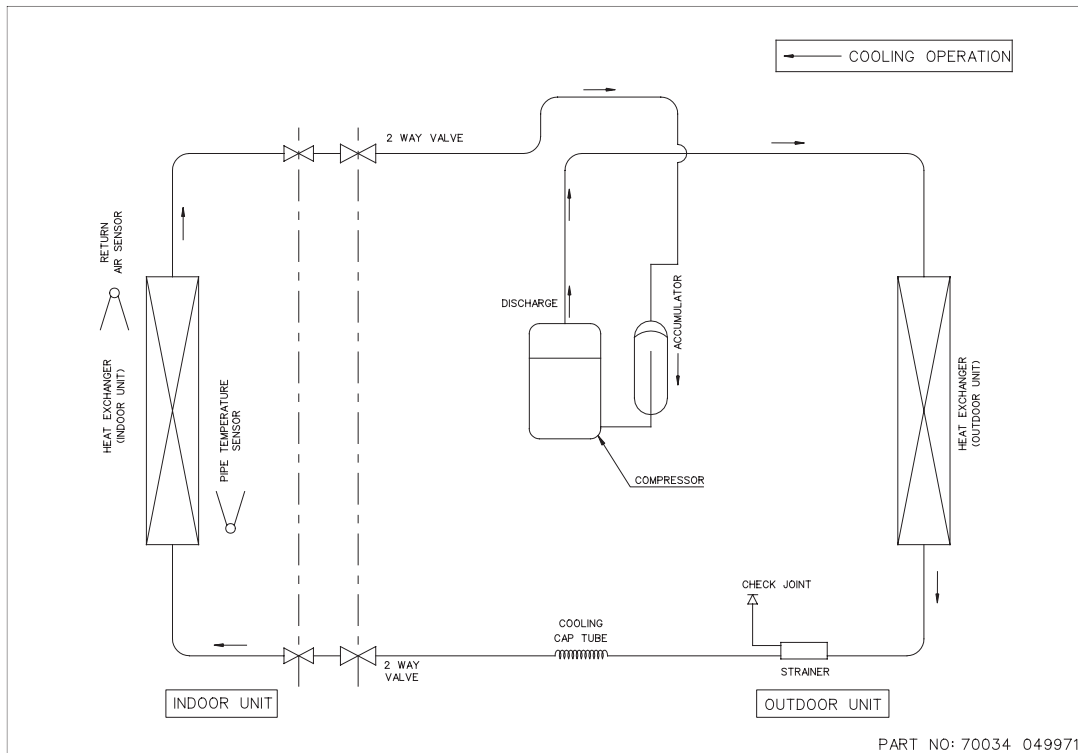 COOLING OPERATION
2 WAY VALVE
RETURN
AIR SENSOR
DISCHARGE
ACCUMULATOR
HEAT EXCHANGER
(INDOOR UNIT)
PIPE TEMPERATURE
SENSOR
HEAT EXCHANGER
(OUTDOOR UNIT)
COMPRESSOR
CHECK JOINT
COOLING
CAP TUBE
2 WAY
VALVE
STRAINER
INDOOR UNIT
OUTDOOR UNIT
PART NO: 70034 049971